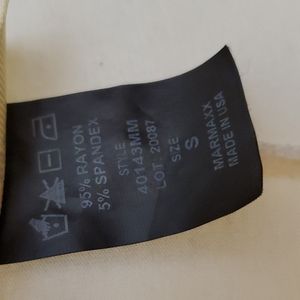 95% RAYON
5% SPANDEX
STYLE
40143MM
LOT: 20087
SIZE
S
MARMAXX
MADE IN USA